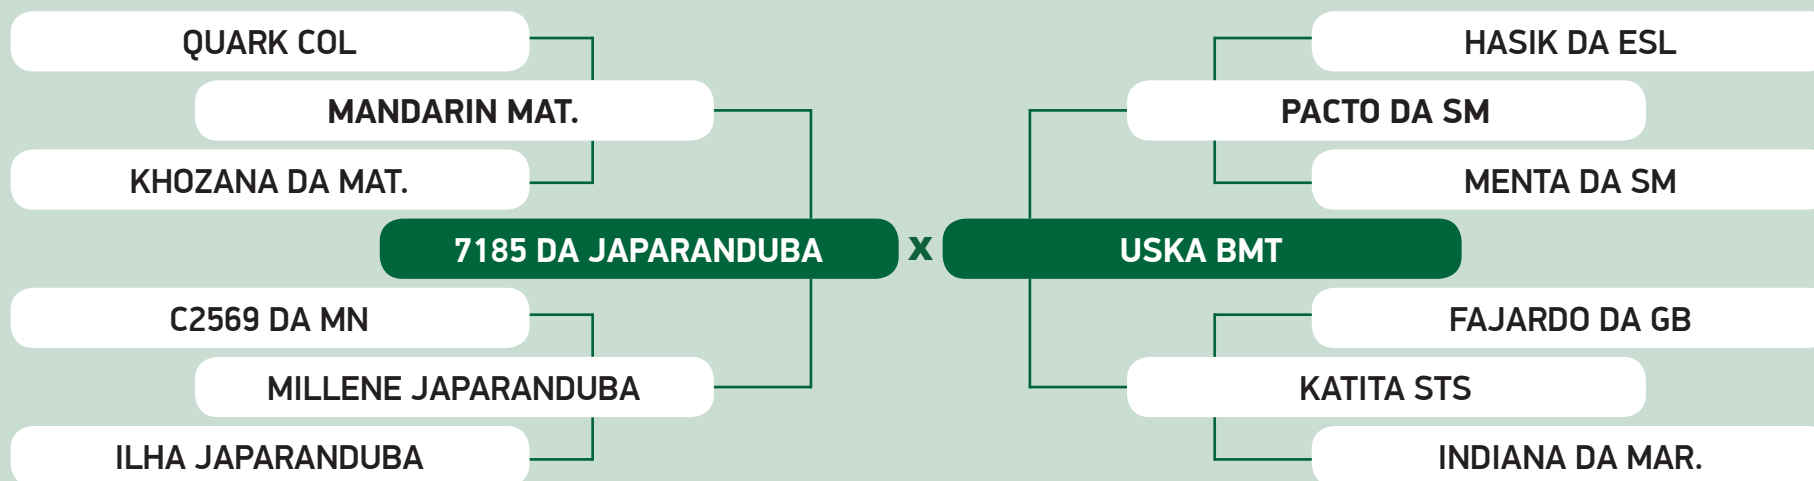 QUARK COL
HASIK DA ESL
MANDARIN MAT.
PACTO DA SM
KHOZANA DA MAT.
MENTA DA SM
7185 DA JAPARANDUBA X USKA BMT
C2569 DA MN
FAJARDO DA GB
MILLENE JAPARANDUBA
KATITA STS
ILHA JAPARANDUBA
INDIANA DA MAR.